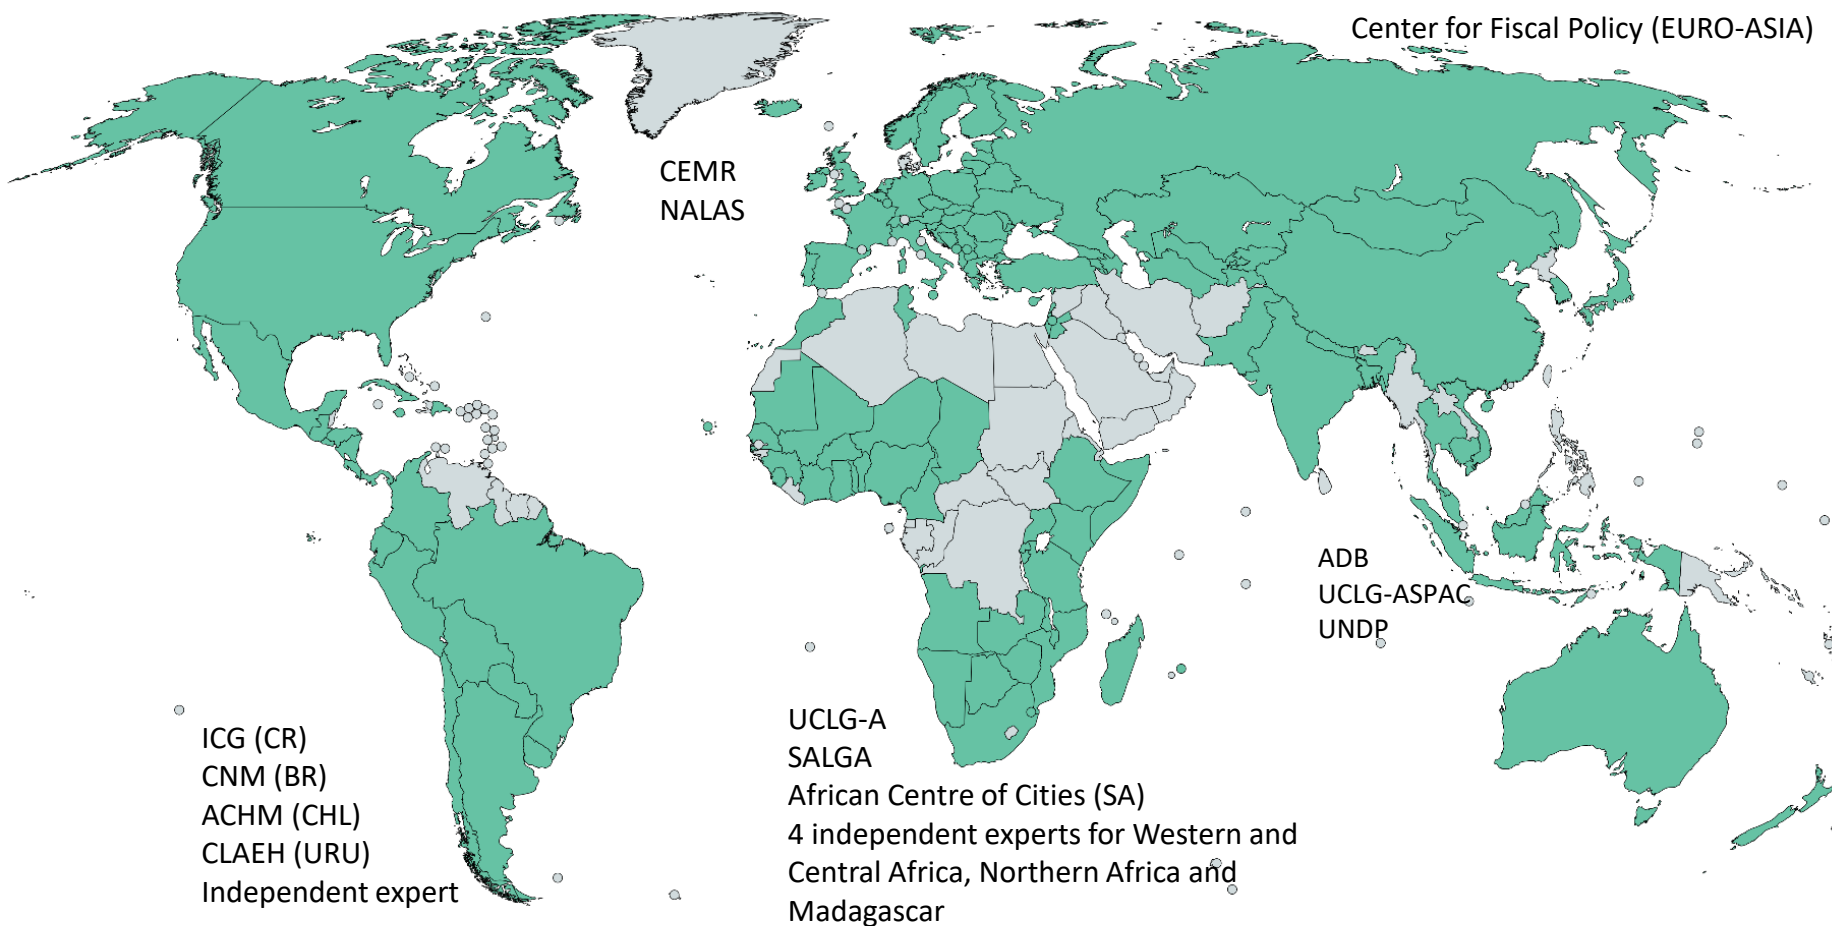 Center for Fiscal Policy (EURO-ASIA)
CEMR
NALAS
ADB
UCLG-ASPAC
UNDP
ICG (CR)
CNM (BR)
ACHM (CHL)
CLAEH (URU)
Independent expert
UCLG-A
SALGA
African Centre of Cities (SA)
4 independent experts for Western and
Central Africa, Northern Africa and
Madagascar